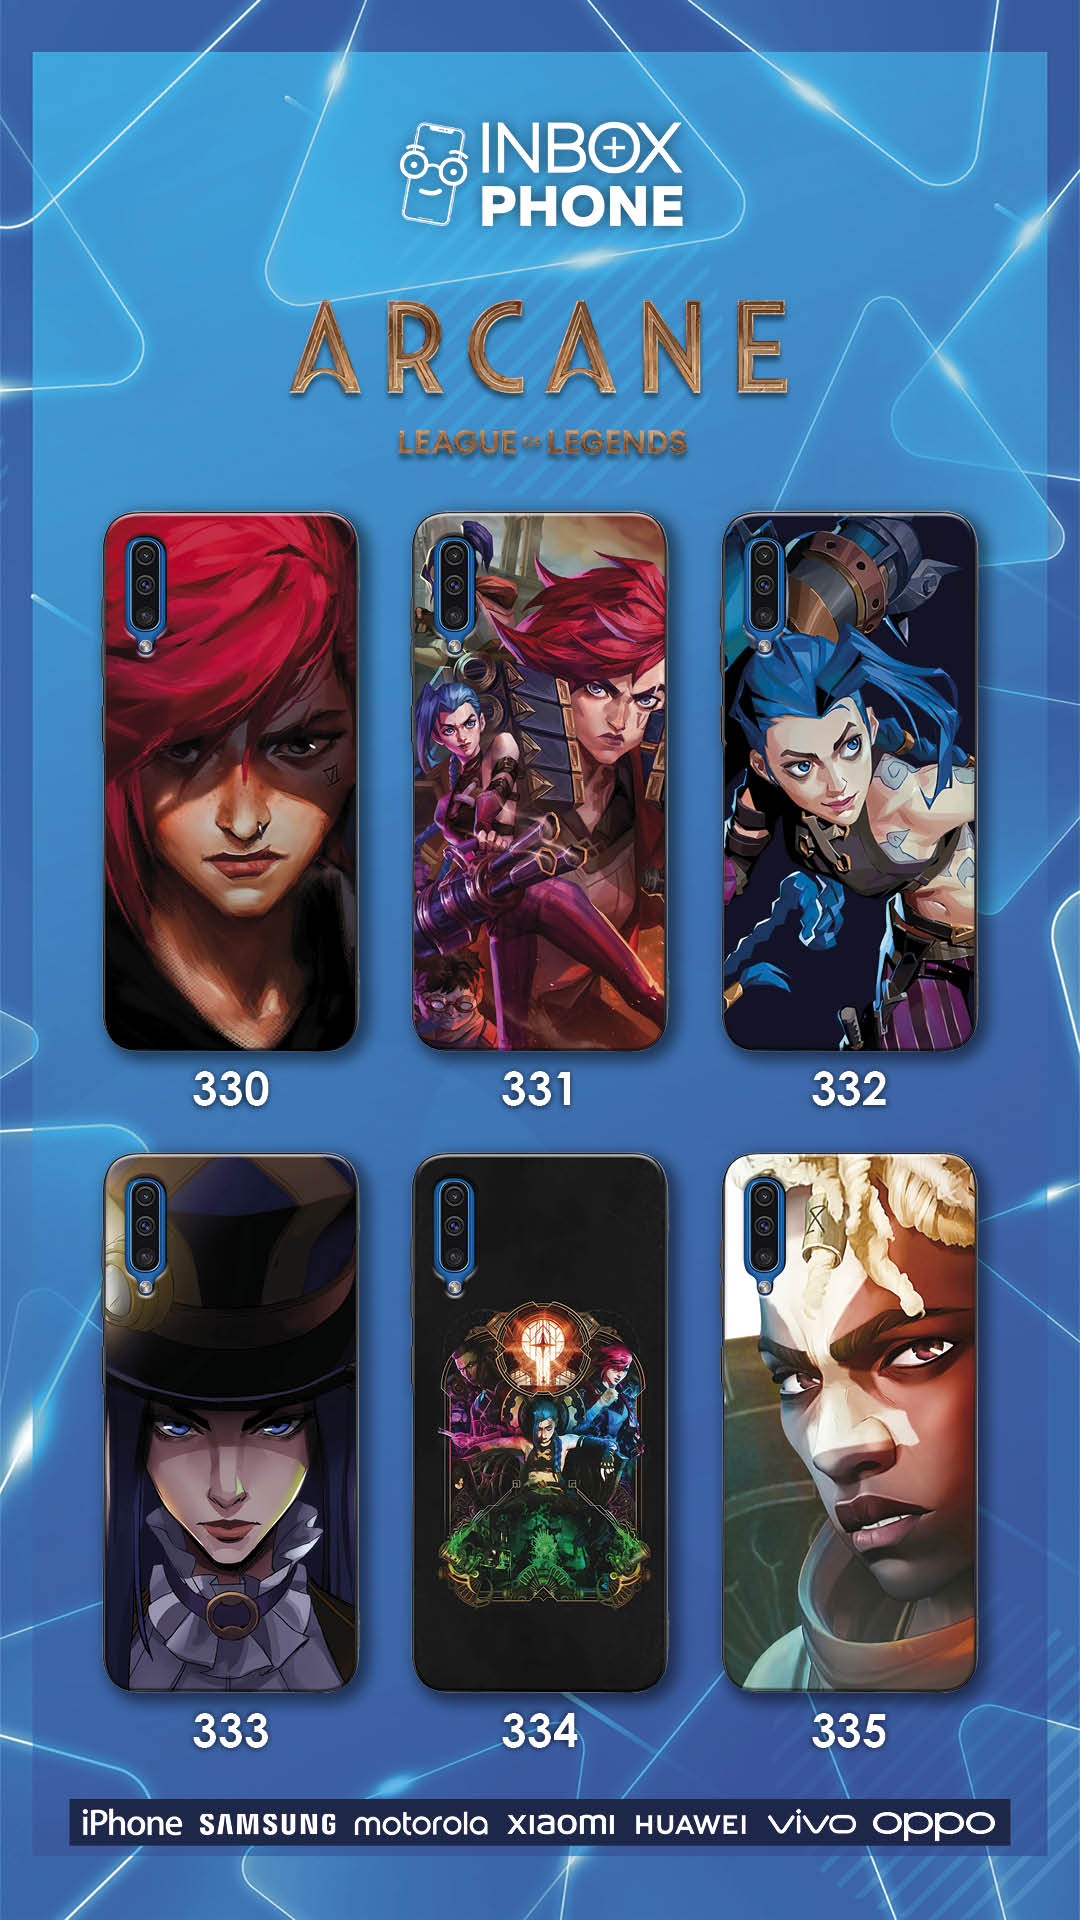 INBOX
PHONE
ARCANE
LEAGUE OF LEGENDS
VI
330
331
332
333
334
335
iPhone SAMSUNG motorola xiaomi HUAWEI vivo oppo